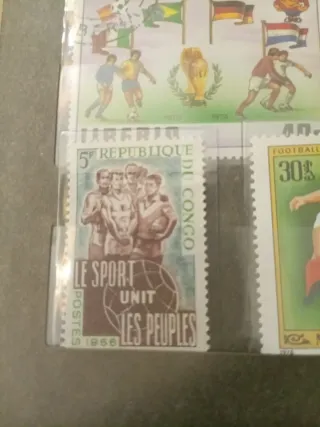 LIBERIA
5F REPUBLIQUE DU CONGO
LE SPORT
UNIT
LES PEUPLES
POSTES
1966
FOOTBALL
30